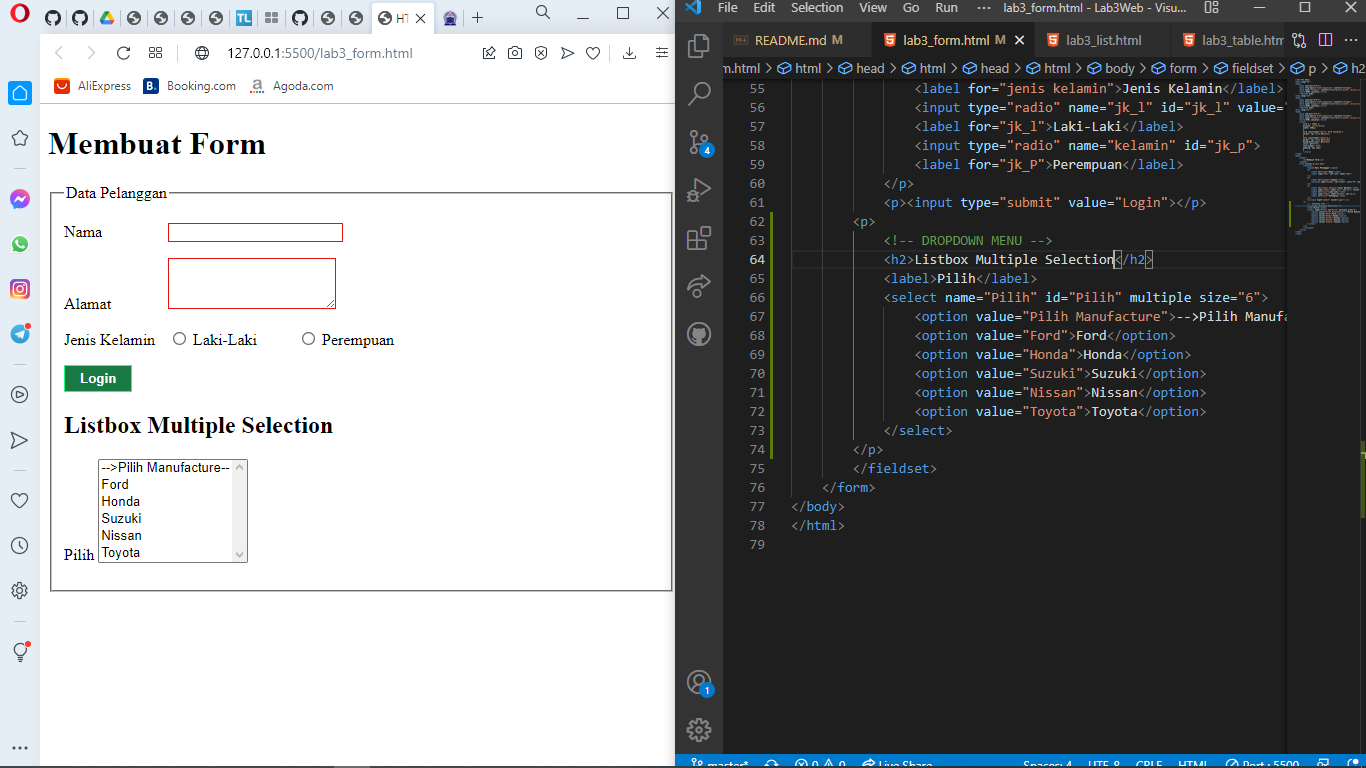 HT
127.0.0.1:5500/lab3_form.html
AliExpress
B.
Booking.com
a
Agoda.com
Membuat Form
Data Pelanggan
Nama
Alamat
Jenis Kelamin
Laki-Laki
Perempuan
Login
Listbox Multiple Selection
-->Pilih Manufacture--
Ford
Honda
Suzuki
Nissan
Toyota
Pilih
File Edit Selection View Go Run ··· lab3_form.html - Lab3Web - Visu...
README.md M
lab3_form.html M
lab3_list.html
lab3_table.htm
m.html > html > head > html > head > html > body > form > fieldset > p > h2
55 <label for="jenis kelamin">Jenis Kelamin</label>
56 <input type="radio" name="jk_l" id="jk_l" value="
57 <label for="jk_l">Laki-Laki</label>
58 <input type="radio" name="kelamin" id="jk_p">
59 <label for="jk_P">Perempuan</label>
60 </p>
61 <p><input type="submit" value="Login"></p>
62 <p>
63 <!-- DROPDOWN MENU -->
64 <h2>Listbox Multiple Selection</h2>
65 <label>Pilih</label>
66 <select name="Pilih" id="Pilih" multiple size="6">
67 <option value="Pilih Manufacture">-->Pilih Manufa
68 <option value="Ford">Ford</option>
69 <option value="Honda">Honda</option>
70 <option value="Suzuki">Suzuki</option>
71 <option value="Nissan">Nissan</option>
72 <option value="Toyota">Toyota</option>
73 </select>
74 </p>
75 </fieldset>
76 </form>
77 </body>
78 </html>
79
4
1
master* 0 0 Live Share Spaces: 4 UTF-8 CRLF HTML Port : 5500